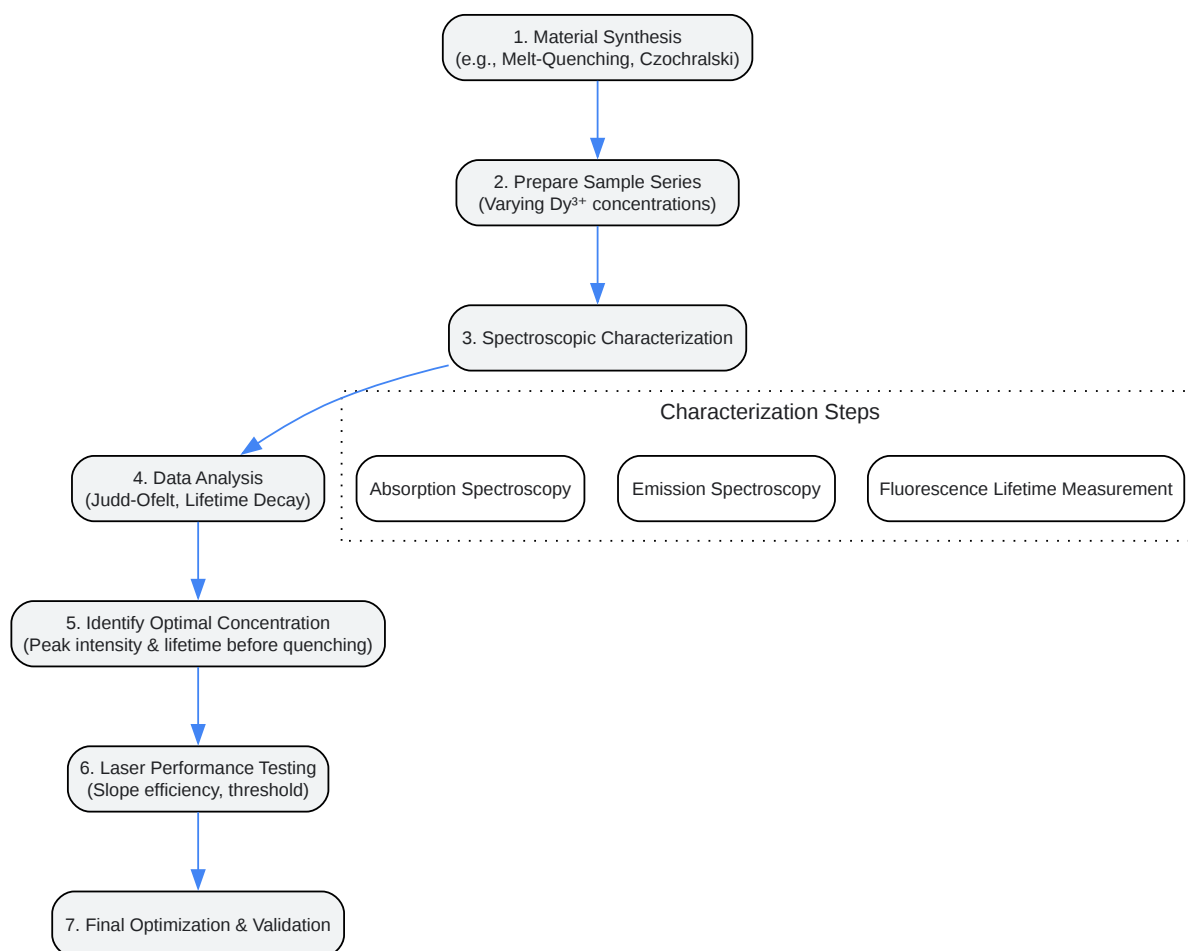 1. Material Synthesis
(e.g., Melt-Quenching, Czochralski)
2. Prepare Sample Series
(Varying Dy³⁺ concentrations)
3. Spectroscopic Characterization
Characterization Steps
4. Data Analysis
(Judd-Ofelt, Lifetime Decay)
Absorption Spectroscopy
Emission Spectroscopy
Fluorescence Lifetime Measurement
5. Identify Optimal Concentration
(Peak intensity & lifetime before quenching)
6. Laser Performance Testing
(Slope efficiency, threshold)
7. Final Optimization & Validation